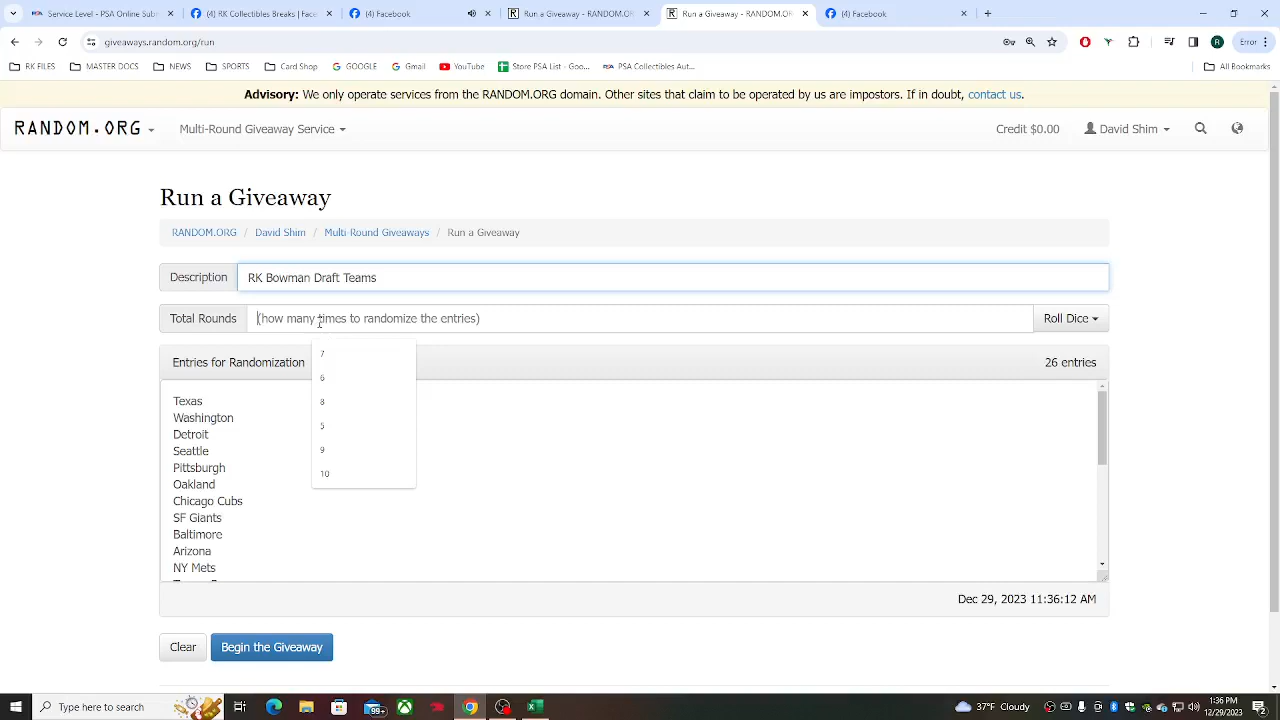 PSA Service Level - PSA Online Sub
(4) RK Collectibles Breaks | Face
(4) Facebook
Run a Giveaway - RANDOM.OR
Run a Giveaway - RANDOM.OR
(4) Facebook
giveaways.random.org/run
Error
RK FILES
MASTER DOCS
NEWS
SPORTS
Card Shop
GOOGLE
Gmail
YouTube
Store PSA List - Goo...
PSA PSA Collectibles Aut...
All Bookmarks
Advisory: We only operate services from the RANDOM.ORG domain. Other sites that claim to be operated by us are impostors. If in doubt, contact us.
RANDOM.ORG
Multi-Round Giveaway Service
Credit $0.00
David Shim
Run a Giveaway
RANDOM.ORG / David Shim / Multi-Round Giveaways / Run a Giveaway
Description
RK Bowman Draft Teams
Total Rounds
(how many times to randomize the entries)
Roll Dice
7
6
8
5
9
10
Entries for Randomization
26 entries
Texas
Washington
Detroit
Seattle
Pittsburgh
Oakland
Chicago Cubs
SF Giants
Baltimore
Arizona
NY Mets
Dec 29, 2023 11:36:12 AM
Clear
Begin the Giveaway
Type here to search
37°F Cloudy
1:36 PM
12/29/2023